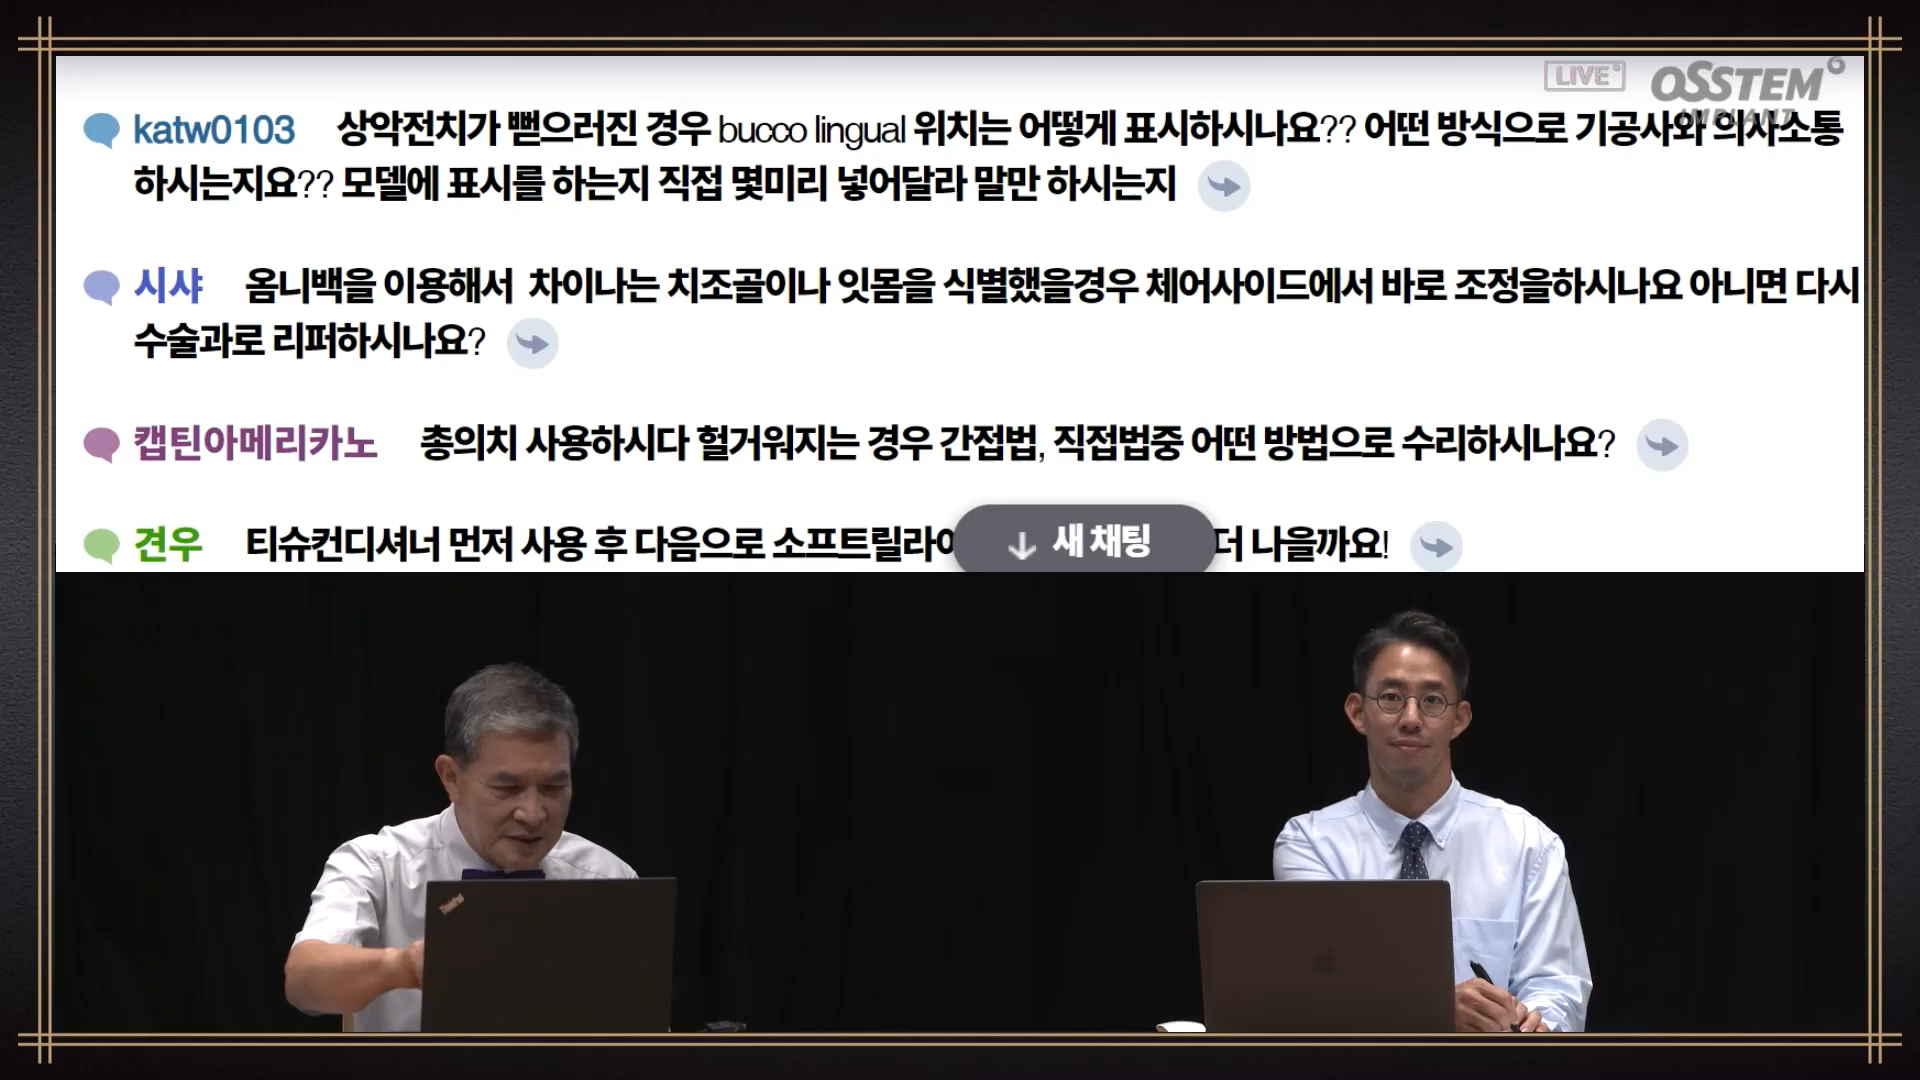 LIVE
OSSTEM
IMPLANT
katw0103 상악전치가 뻗으러진 경우 bucco lingual 위치는 어떻게 표시하시나요?? 어떤 방식으로 기공사와 의사소통
하시는지요?? 모델에 표시를 하는지 직접 몇미리 넣어달라 말만 하시는지
시샤 옴니백을 이용해서 차이나는 치조골이나 잇몸을 식별했을경우 체어사이드에서 바로 조정을하시나요 아니면 다시
수술과로 리퍼하시나요?
캡틴아메리카노 총의치 사용하시다 헐거워지는 경우 간접법, 직접법중 어떤 방법으로 수리하시나요?
견우 티슈컨디셔너 먼저 사용 후 다음으로 소프트릴라이 더 나을까요!
↓ 새 채팅
ThinkPad